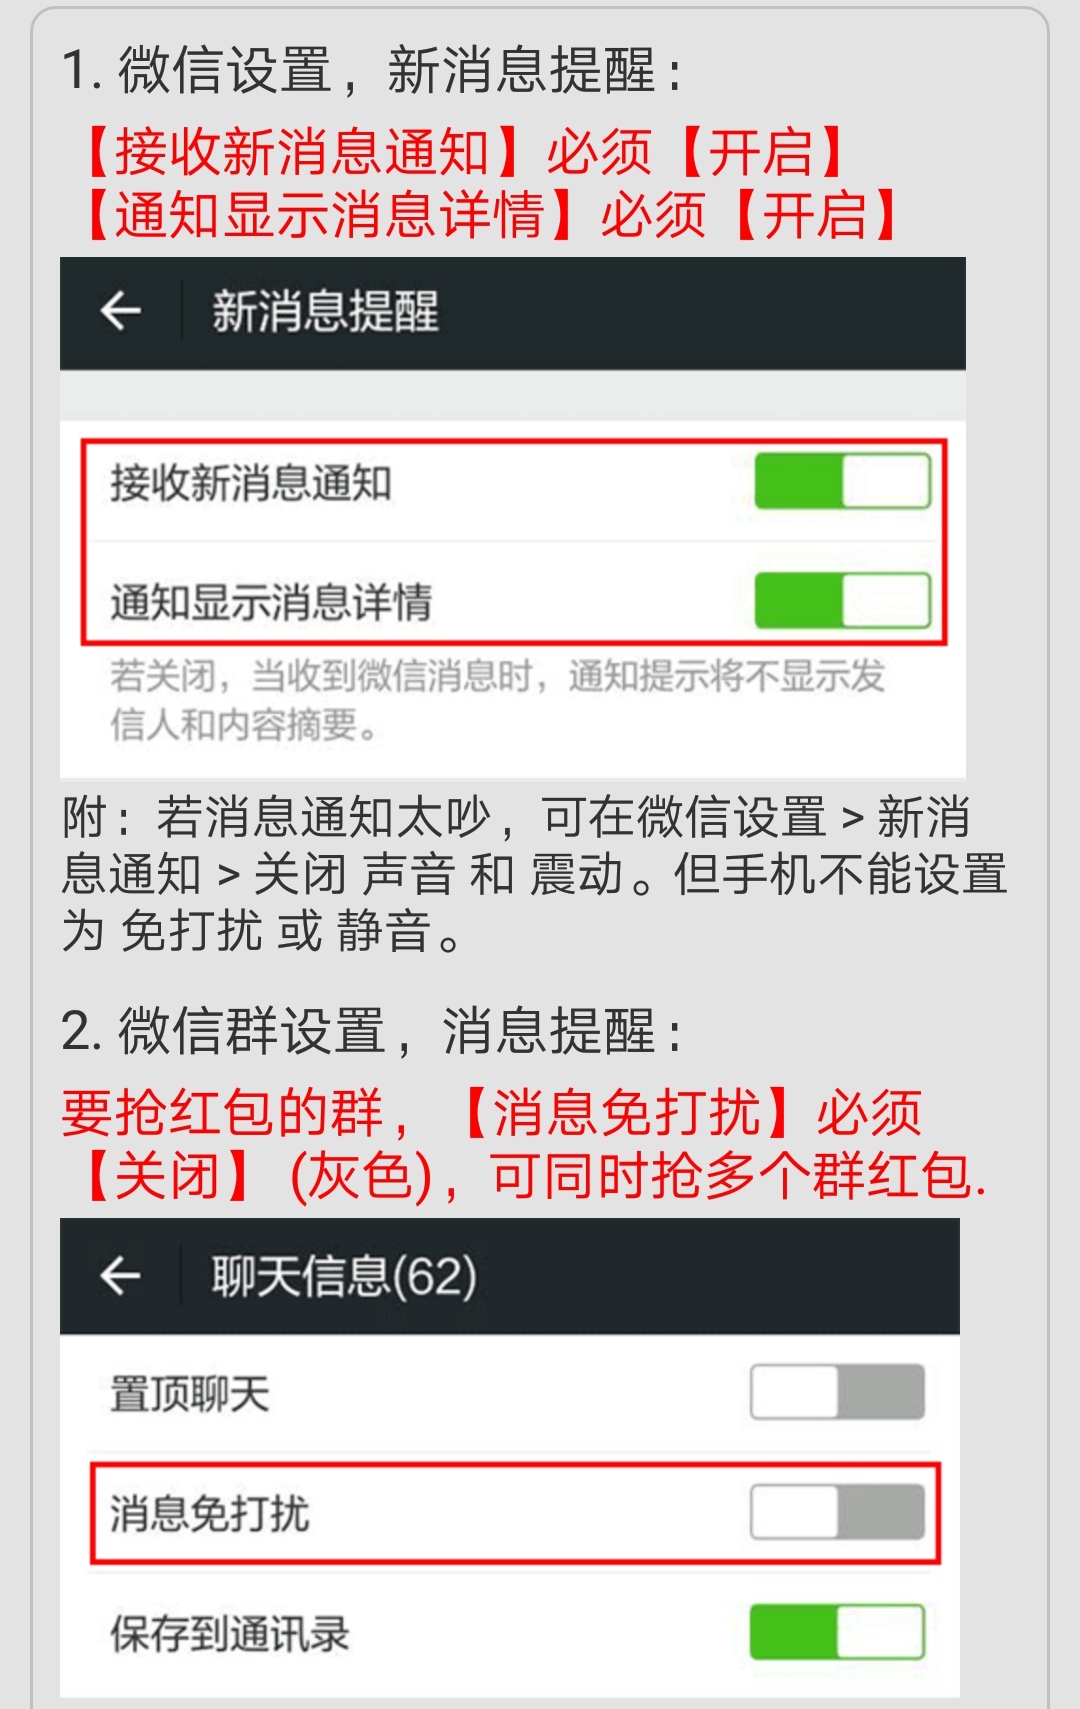 1. 微信设置，新消息提醒：
【接收新消息通知】必须【开启】
【通知显示消息详情】必须【开启】
新消息提醒
接收新消息通知
通知显示消息详情
若关闭，当收到微信消息时，通知提示将不显示发
信人和内容摘要。
附：若消息通知太吵，可在微信设置 > 新消
息通知 > 关闭 声音 和 震动。但手机不能设置
为 免打扰 或 静音。
2. 微信群设置，消息提醒：
要抢红包的群，【消息免打扰】必须
【关闭】(灰色)，可同时抢多个群红包.
聊天信息(62)
置顶聊天
消息免打扰
保存到通讯录